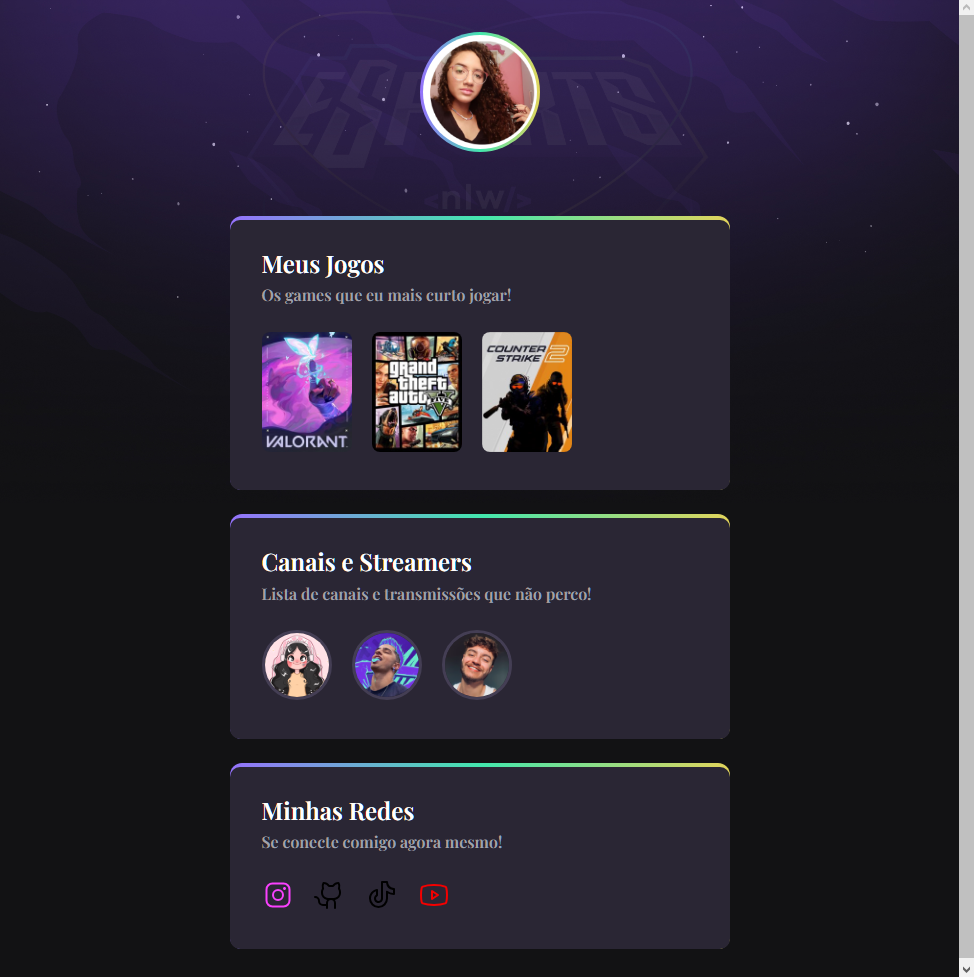 ESPORTS
<nlw/>
Meus Jogos
Os games que eu mais curto jogar!
VALORANT
grand
theft
auto
FIVE
COUNTER
STRIKE 2
Canais e Streamers
Lista de canais e transmissões que não perco!
Minhas Redes
Se conecte comigo agora mesmo!